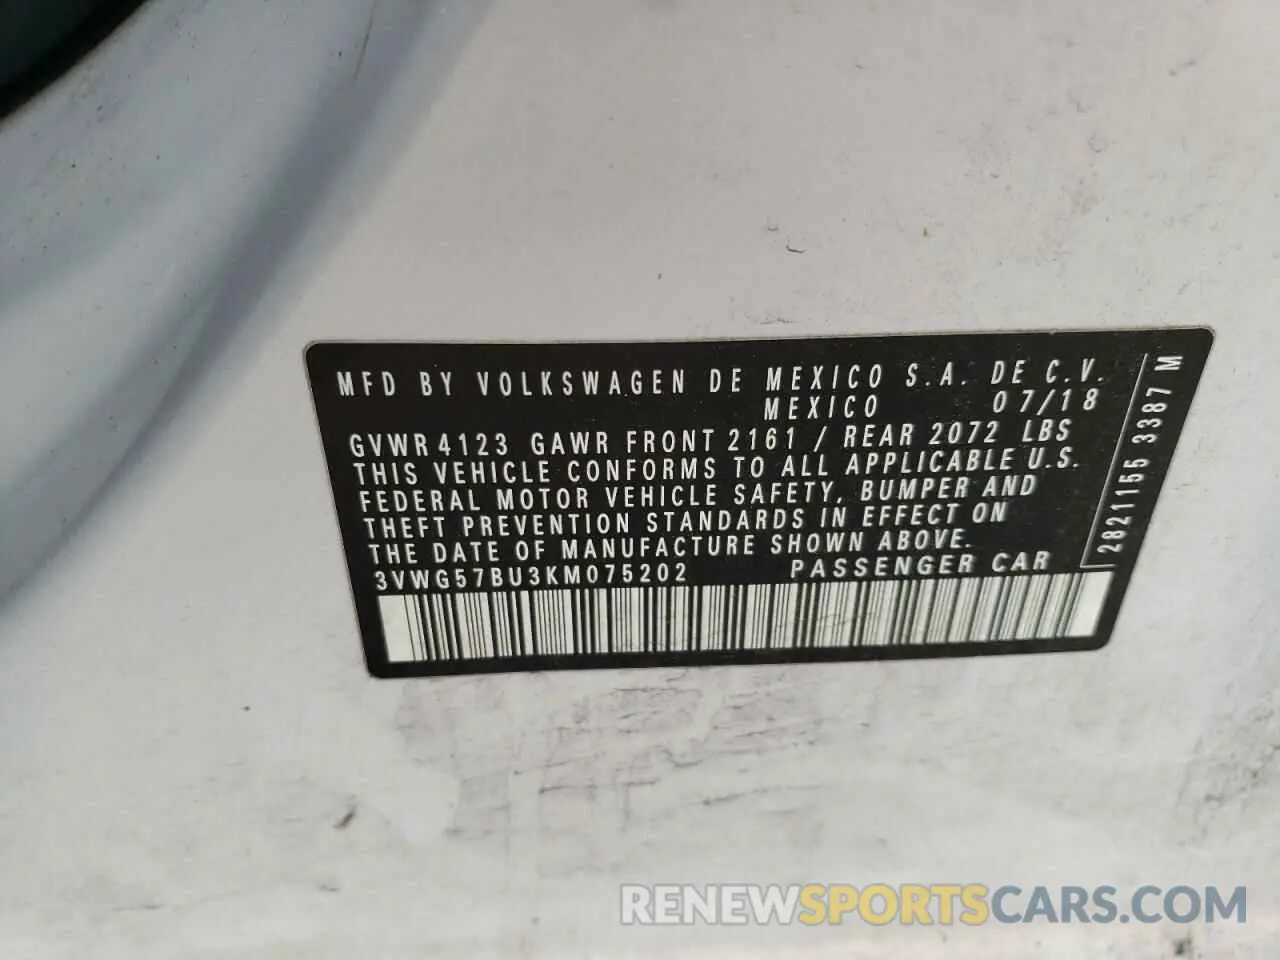 MFD BY VOLKSWAGEN DE MEXICO S.A. DE C.V.
MEXICO 07/18
GVWR 4123 GAWR FRONT 2161 / REAR 2072 LBS
THIS VEHICLE CONFORMS TO ALL APPLICABLE U.S.
FEDERAL MOTOR VEHICLE SAFETY, BUMPER AND
THEFT PREVENTION STANDARDS IN EFFECT ON
THE DATE OF MANUFACTURE SHOWN ABOVE.
3VWG57BU3KM075202 PASSENGER CAR
2821155 3387 M
RENEWSPORTSCARS.COM